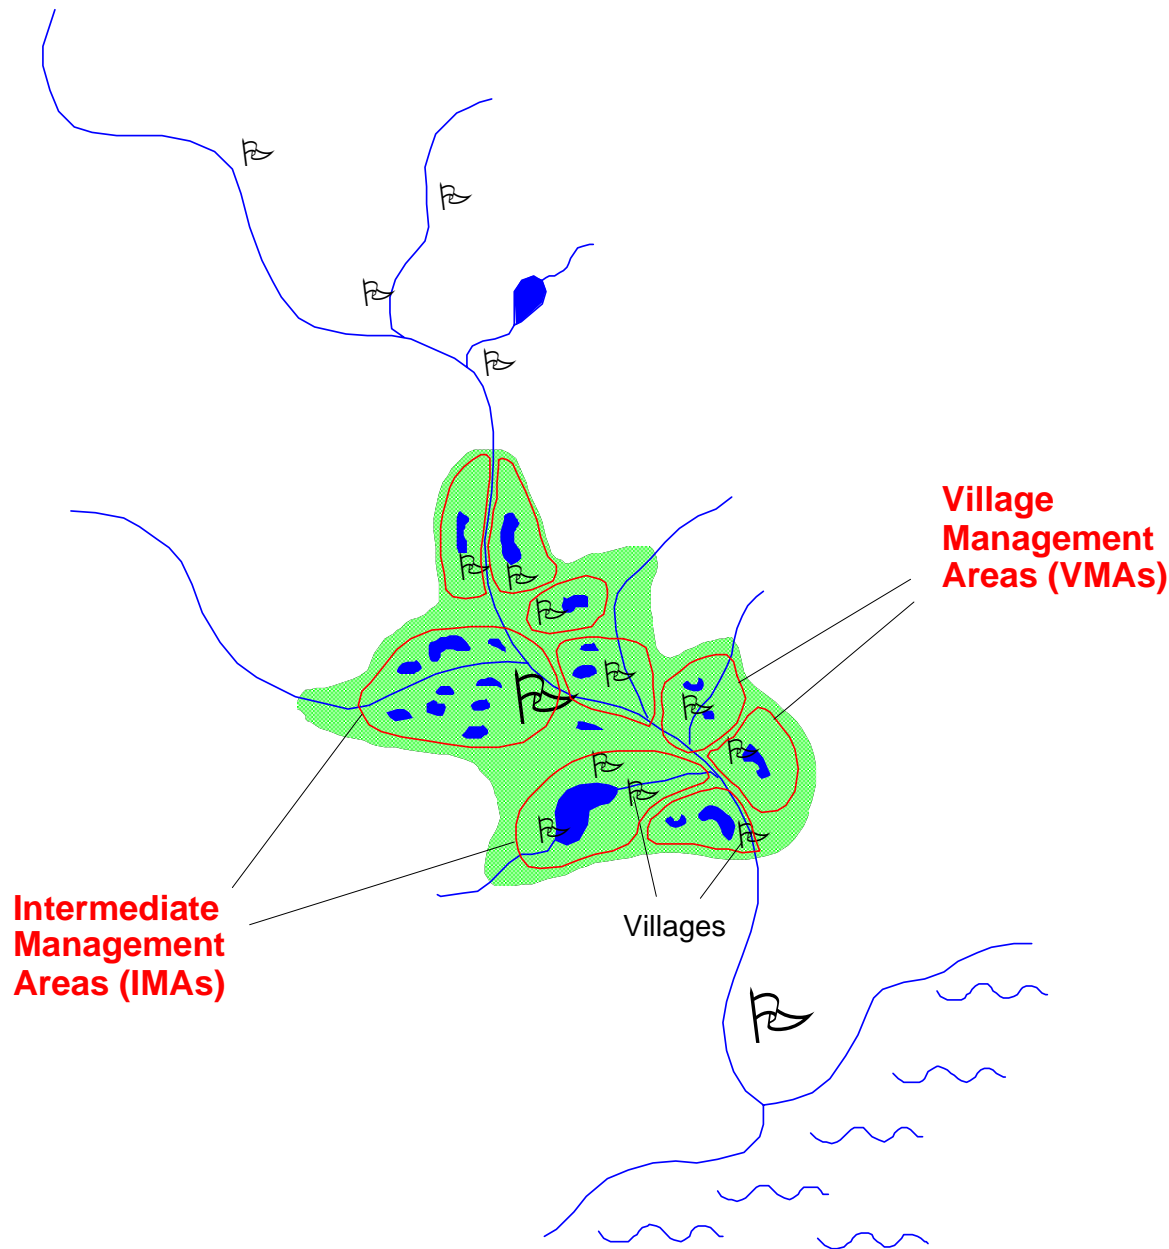 Village
Management
Areas (VMAs)
Intermediate
Management
Areas (IMAs)
Villages